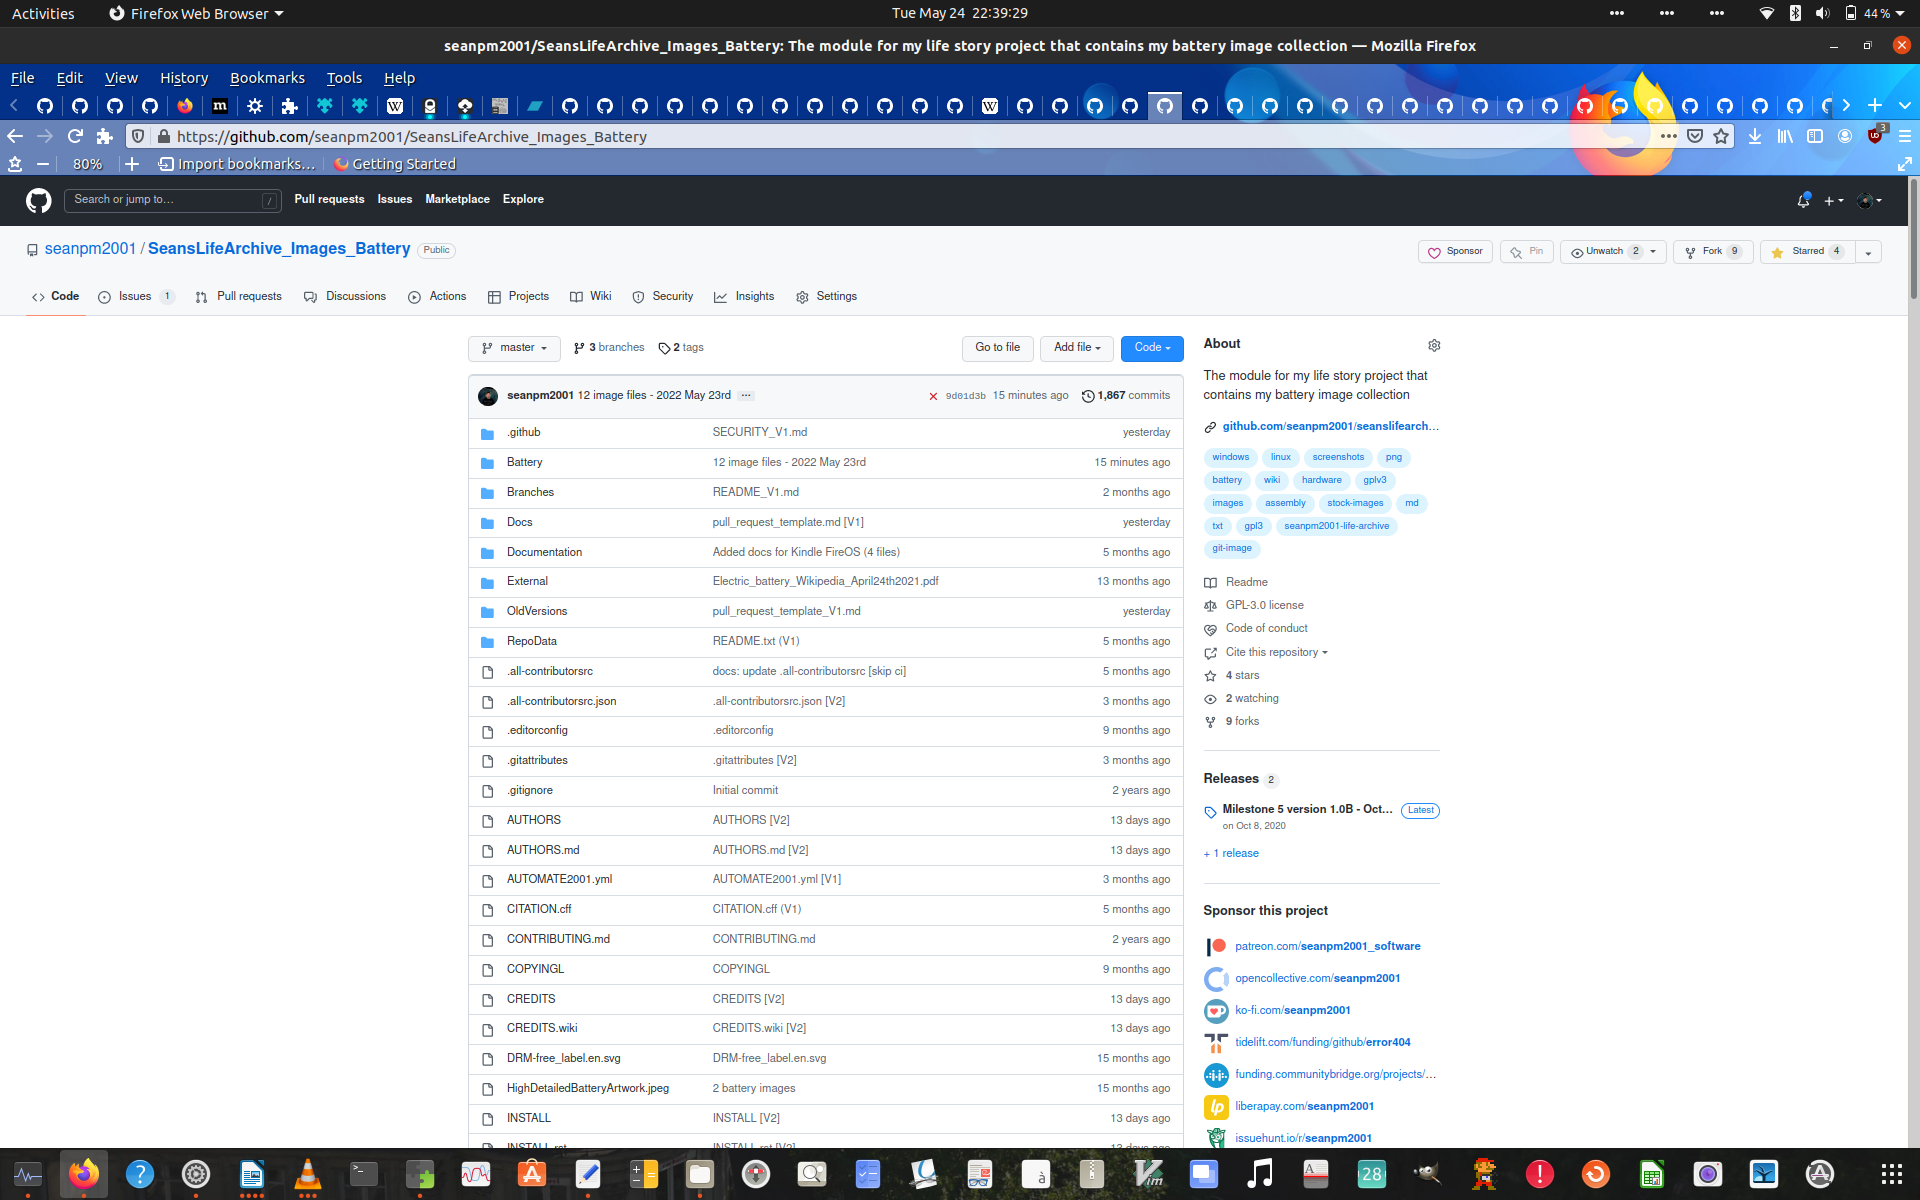 Activities Firefox Web Browser Tue May 24 22:39:29 44 %
seanpm2001/SeansLifeArchive_Images_Battery: The module for my life story project that contains my battery image collection — Mozilla Firefox
File Edit View History Bookmarks Tools Help
https://github.com/seanpm2001/SeansLifeArchive_Images_Battery 3
80% Import bookmarks... Getting Started
Search or jump to... / Pull requests Issues Marketplace Explore
seanpm2001 / SeansLifeArchive_Images_Battery Public Sponsor Pin Unwatch 2 Fork 9 Starred 4
Code Issues 1 Pull requests Discussions Actions Projects Wiki Security Insights Settings
master 3 branches 2 tags Go to file Add file Code
seanpm2001 12 image files - 2022 May 23rd ... 9d01d3b 15 minutes ago 1,867 commits
.github SECURITY_V1.md yesterday
Battery 12 image files - 2022 May 23rd 15 minutes ago
Branches README_V1.md 2 months ago
Docs pull_request_template.md [V1] yesterday
Documentation Added docs for Kindle FireOS (4 files) 5 months ago
External Electric_battery_Wikipedia_April24th2021.pdf 13 months ago
OldVersions pull_request_template_V1.md yesterday
RepoData README.txt (V1) 5 months ago
.all-contributorsrc docs: update .all-contributorsrc [skip ci] 5 months ago
.all-contributorsrc.json .all-contributorsrc.json [V2] 3 months ago
.editorconfig .editorconfig 9 months ago
.gitattributes .gitattributes [V2] 3 months ago
.gitignore Initial commit 2 years ago
AUTHORS AUTHORS [V2] 13 days ago
AUTHORS.md AUTHORS.md [V2] 13 days ago
AUTOMATE2001.yml AUTOMATE2001.yml [V1] 3 months ago
CITATION.cff CITATION.cff (V1) 5 months ago
CONTRIBUTING.md CONTRIBUTING.md 2 years ago
COPYINGL COPYINGL 9 months ago
CREDITS CREDITS [V2] 13 days ago
CREDITS.wiki CREDITS.wiki [V2] 13 days ago
DRM-free_label.en.svg DRM-free_label.en.svg 15 months ago
HighDetailedBatteryArtwork.jpeg 2 battery images 15 months ago
INSTALL INSTALL [V2] 13 days ago
About
The module for my life story project that
contains my battery image collection
github.com/seanpm2001/seanslifearch...
windows linux screenshots png
battery wiki hardware gplv3
images assembly stock-images md
txt gpl3 seanpm2001-life-archive
git-image
Readme
GPL-3.0 license
Code of conduct
Cite this repository
4 stars
2 watching
9 forks
Releases 2
Milestone 5 version 1.0B - Oct... Latest
on Oct 8, 2020
+ 1 release
Sponsor this project
patreon.com/seanpm2001_software
opencollective.com/seanpm2001
ko-fi.com/seanpm2001
tidelift.com/funding/github/error404
funding.communitybridge.org/projects/...
liberapay.com/seanpm2001
issuehunt.io/r/seanpm2001
28